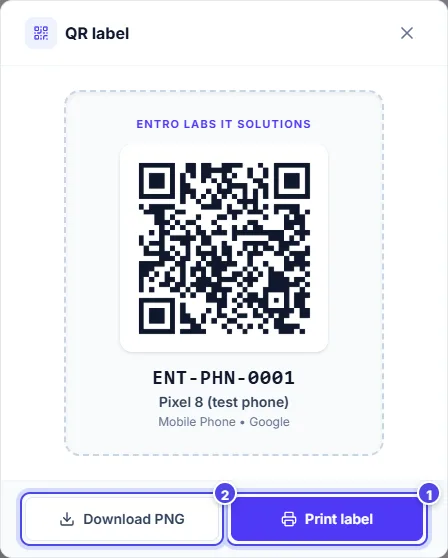 QR label
ENTRO LABS IT SOLUTIONS
ENT-PHN-0001
Pixel 8 (test phone)
Mobile Phone • Google
2
1
Download PNG
Print label